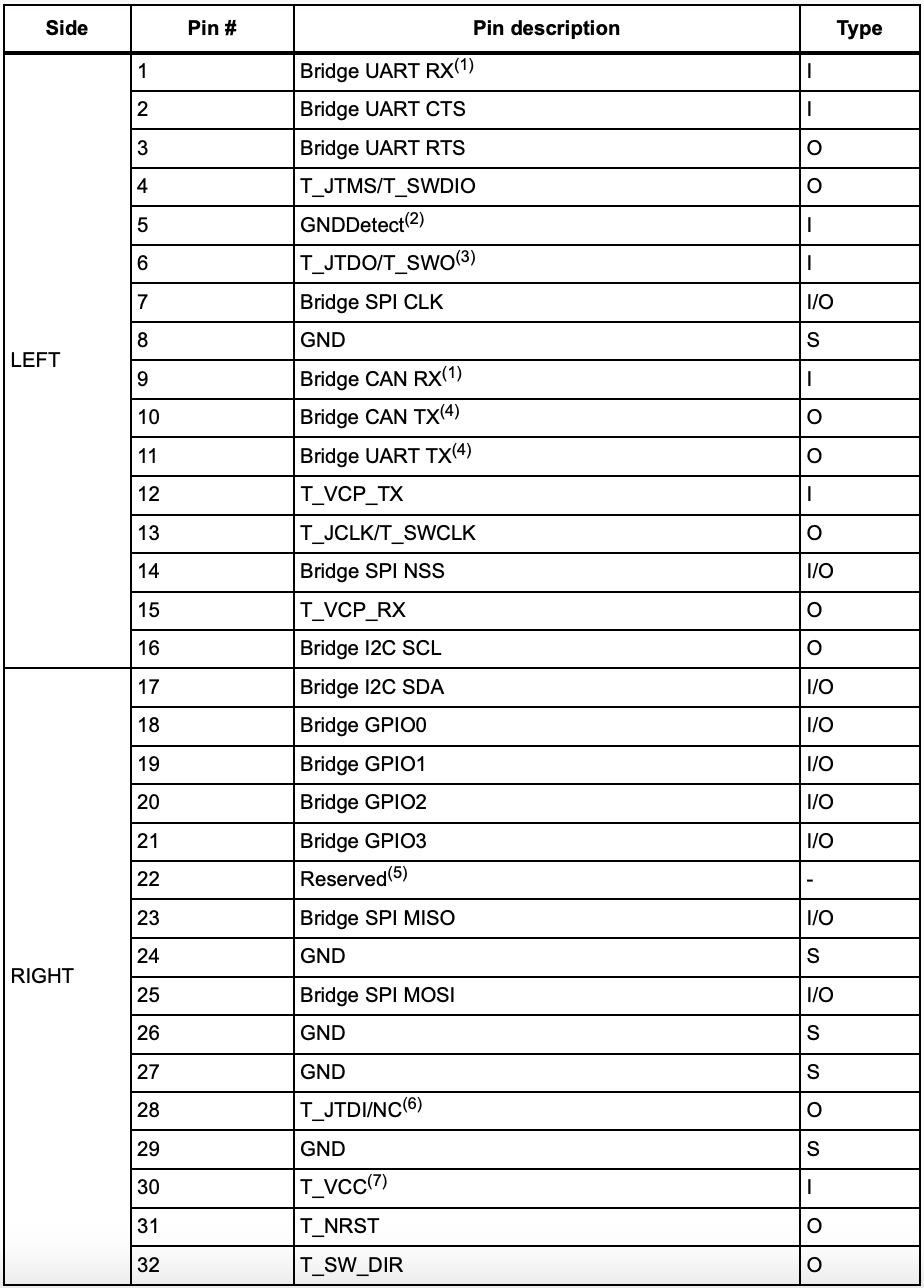 Side Pin # Pin description Type
LEFT
1 Bridge UART RX(1) I
2 Bridge UART CTS I
3 Bridge UART RTS O
4 T_JTMS/T_SWDIO O
5 GNDDetect(2) I
6 T_JTDO/T_SWO(3) I
7 Bridge SPI CLK I/O
8 GND S
9 Bridge CAN RX(1) I
10 Bridge CAN TX(4) O
11 Bridge UART TX(4) O
12 T_VCP_TX I
13 T_JCLK/T_SWCLK O
14 Bridge SPI NSS I/O
15 T_VCP_RX O
16 Bridge I2C SCL O
RIGHT
17 Bridge I2C SDA I/O
18 Bridge GPIO0 I/O
19 Bridge GPIO1 I/O
20 Bridge GPIO2 I/O
21 Bridge GPIO3 I/O
22 Reserved(5) -
23 Bridge SPI MISO I/O
24 GND S
25 Bridge SPI MOSI I/O
26 GND S
27 GND S
28 T_JTDI/NC(6) O
29 GND S
30 T_VCC(7) I
31 T_NRST O
32 T_SW_DIR O